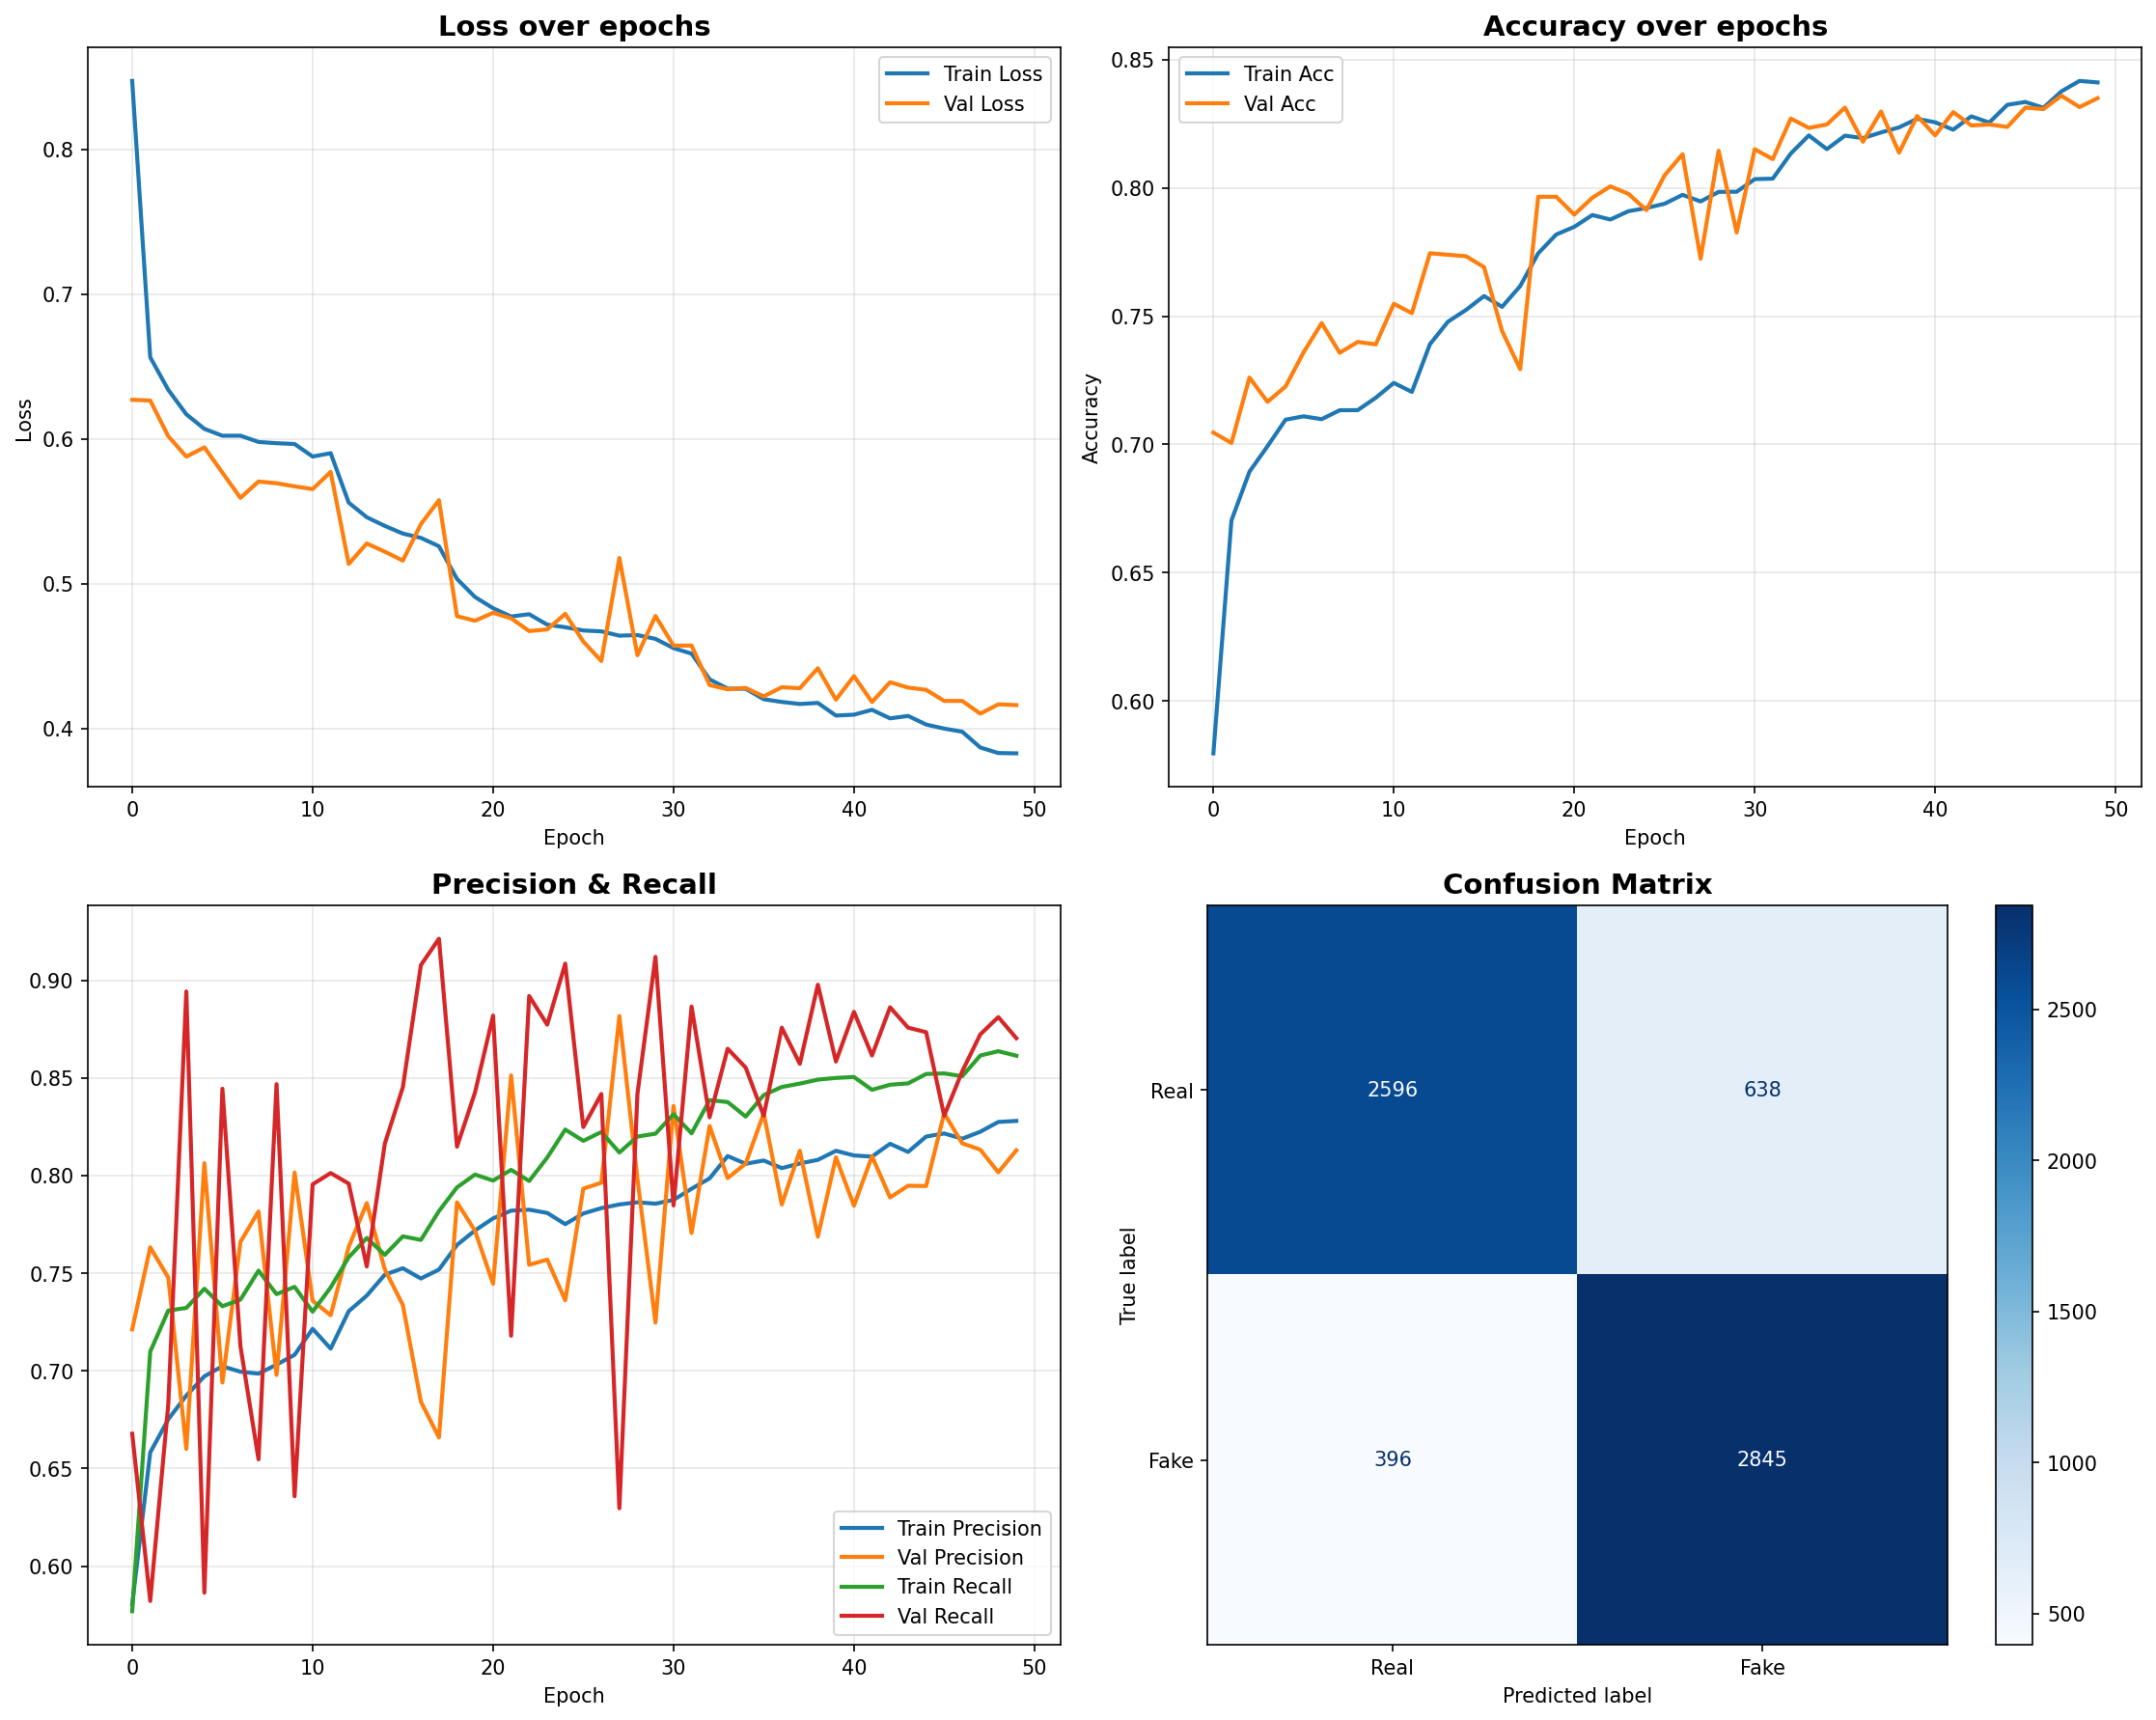 Loss over epochs
Train Loss
Val Loss
0.8
0.7
0.6
0.5
0.4
Loss
0
10
20
30
40
50
Epoch
Accuracy over epochs
Train Acc
Val Acc
0.85
0.80
0.75
0.70
0.65
0.60
Accuracy
0
10
20
30
40
50
Epoch
Precision & Recall
0.90
0.85
0.80
0.75
0.70
0.65
0.60
Train Precision
Val Precision
Train Recall
Val Recall
0
10
20
30
40
50
Epoch
Confusion Matrix
Real
2596
638
True label
Fake
396
2845
Real
Fake
Predicted label
2500
2000
1500
1000
500